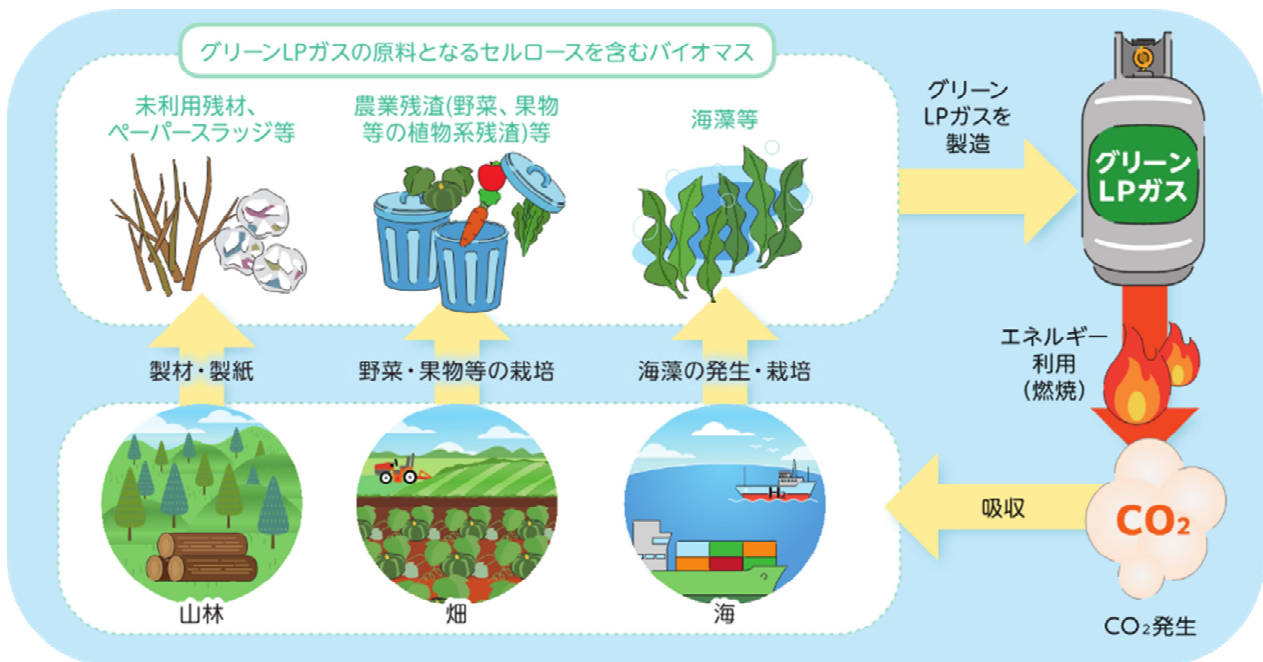 グリーンLPガスの原料となるセルロースを含むバイオマス
未利用残材、
ペーパースラッジ等
農業残渣(野菜、果物
等の植物系残渣)等
海藻等
グリーン
LPガスを
製造
グリーン
LPガス
製材・製紙
野菜・果物等の栽培
海藻の発生・栽培
エネルギー
利用
（燃焼）
H₂
吸収
CO₂
山林
畑
海
CO₂発生